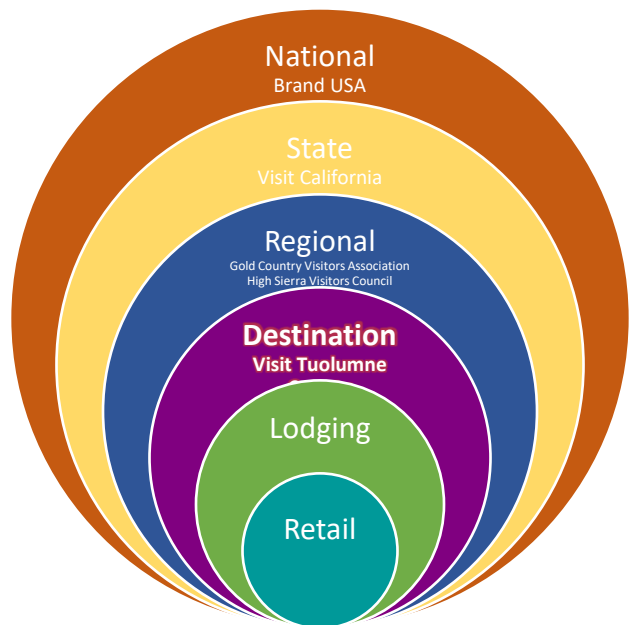 National
Brand USA
State
Visit California
Regional
Gold Country Visitors Association
High Sierra Visitors Council
Destination
Visit Tuolumne
Lodging
Retail